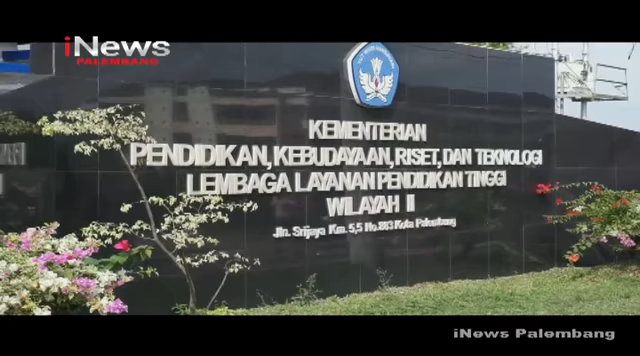 iNews
PALEMBANG
KEMENTERIAN
PENDIDIKAN, KEBUDAYAAN, RISET, DAN TEKNOLOGI
LEMBAGA LAYANAN PENDIDIKAN TINGGI
WILAYAH II
Jln. Srijaya Km. 5,5 No.883 Kota Palembang
iNews Palembang